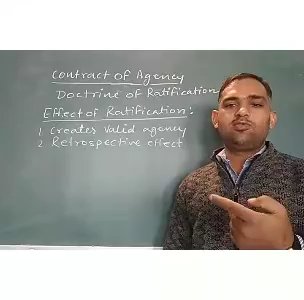 Contract of Agency
Doctrine of Ratification
Effect of Ratification:
1. Creates valid agency
2. Retrospective effect